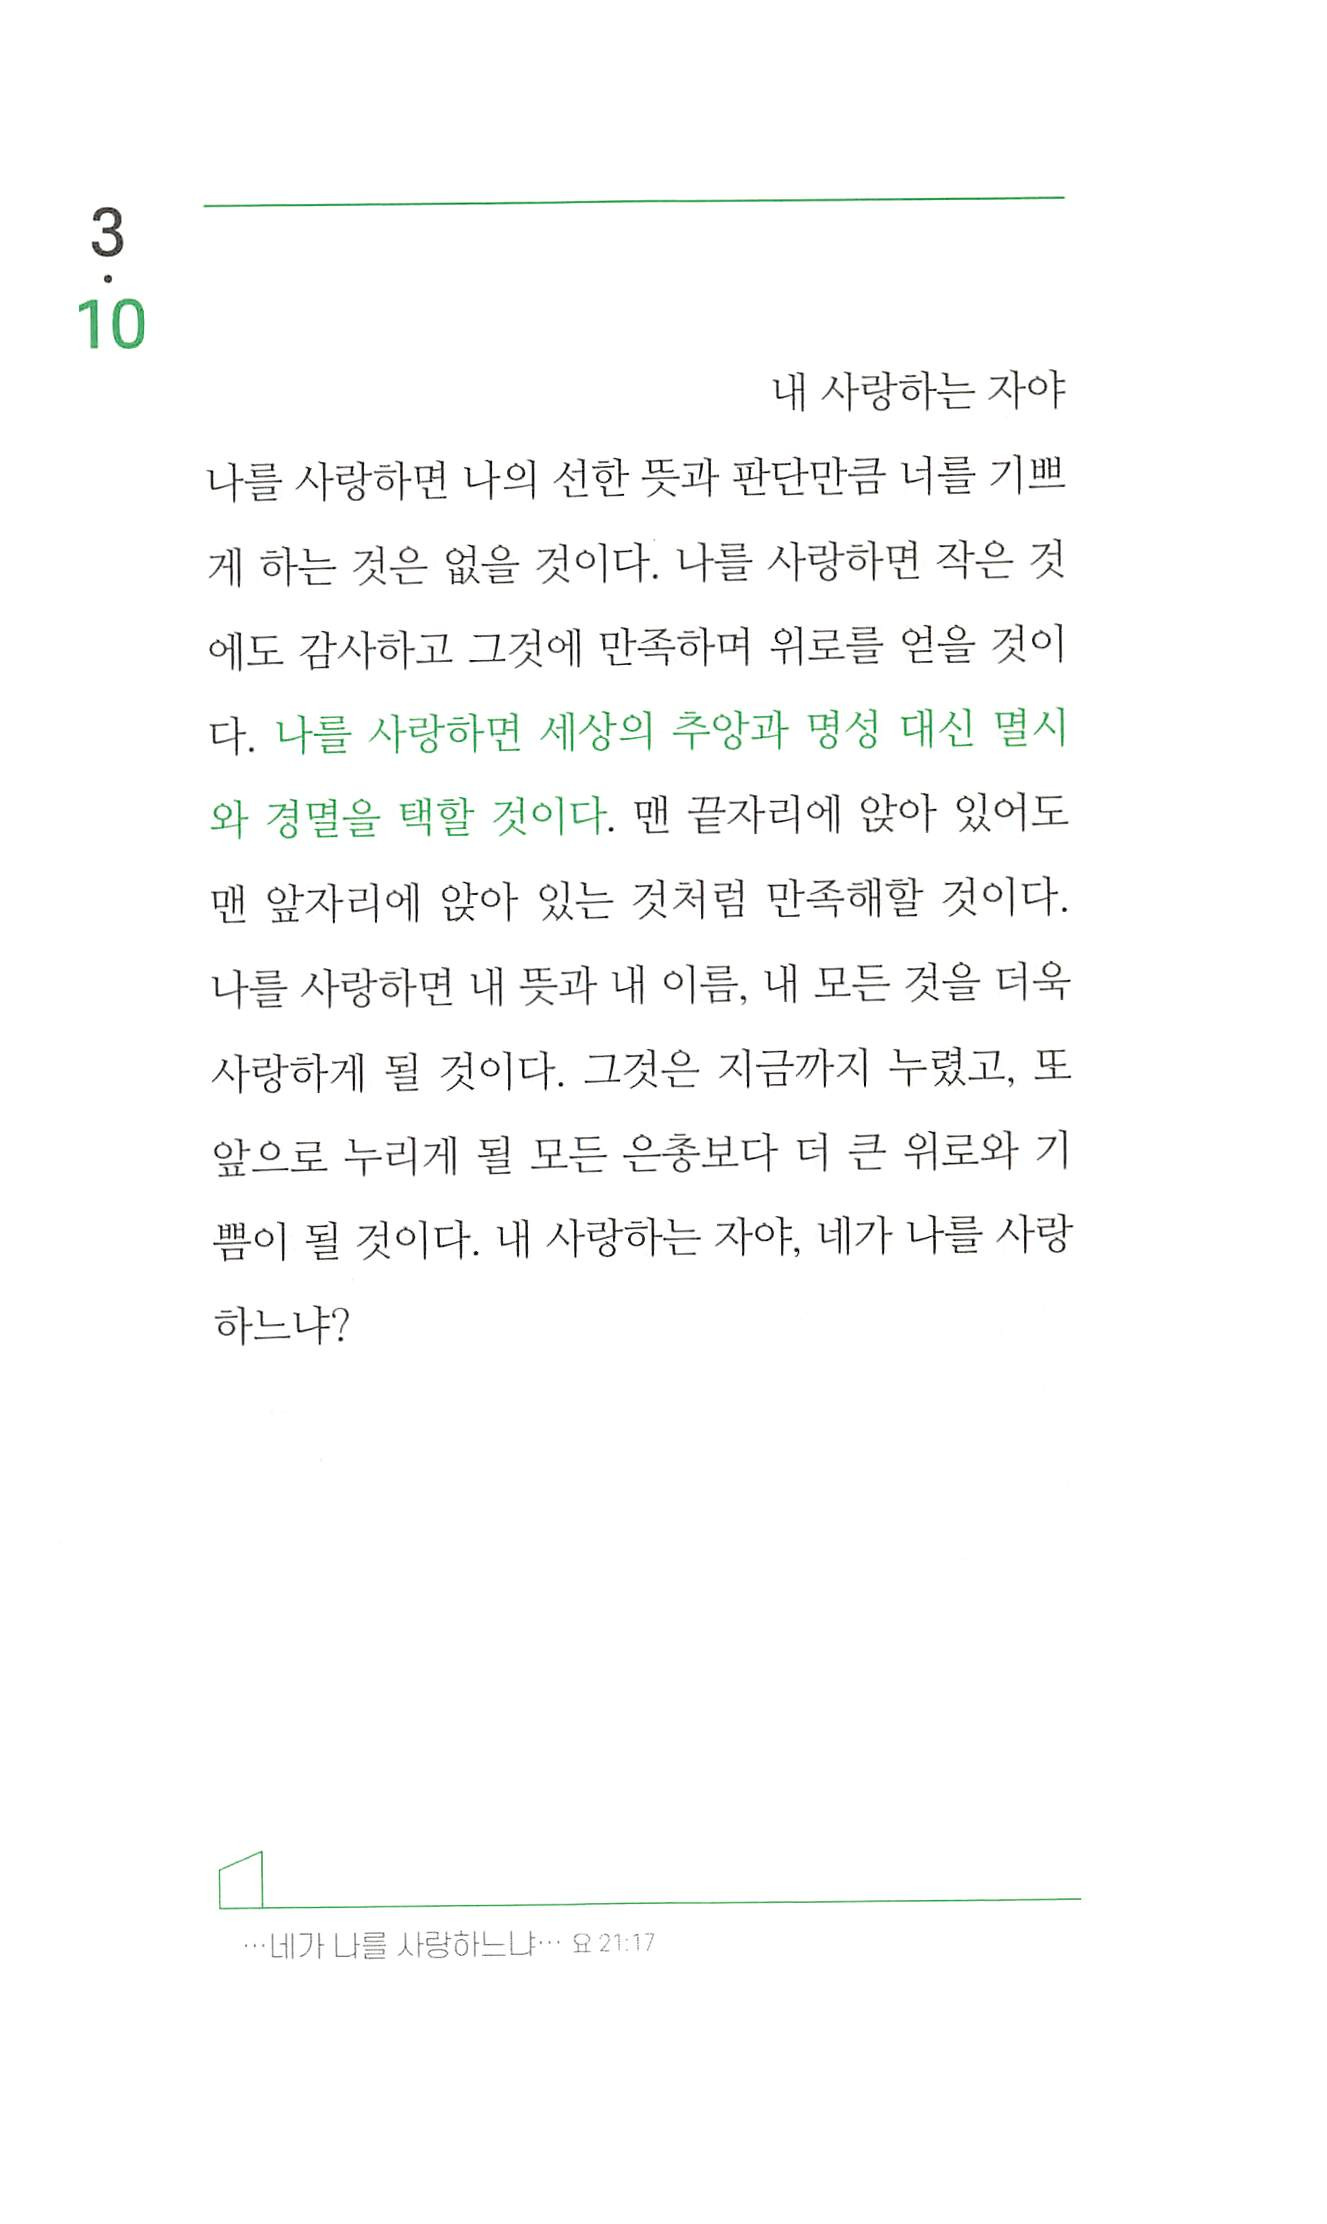 3
·
10
내 사랑하는 자야
나를 사랑하면 나의 선한 뜻과 판단만큼 너를 기쁘
게 하는 것은 없을 것이다. 나를 사랑하면 작은 것
에도 감사하고 그것에 만족하며 위로를 얻을 것이
다. 나를 사랑하면 세상의 추앙과 명성 대신 멸시
와 경멸을 택할 것이다. 맨 끝자리에 앉아 있어도
맨 앞자리에 앉아 있는 것처럼 만족해할 것이다.
나를 사랑하면 내 뜻과 내 이름, 내 모든 것을 더욱
사랑하게 될 것이다. 그것은 지금까지 누렸고, 또
앞으로 누리게 될 모든 은총보다 더 큰 위로와 기
쁨이 될 것이다. 내 사랑하는 자야, 네가 나를 사랑
하느냐?
…네가 나를 사랑하느냐… 요 21:17